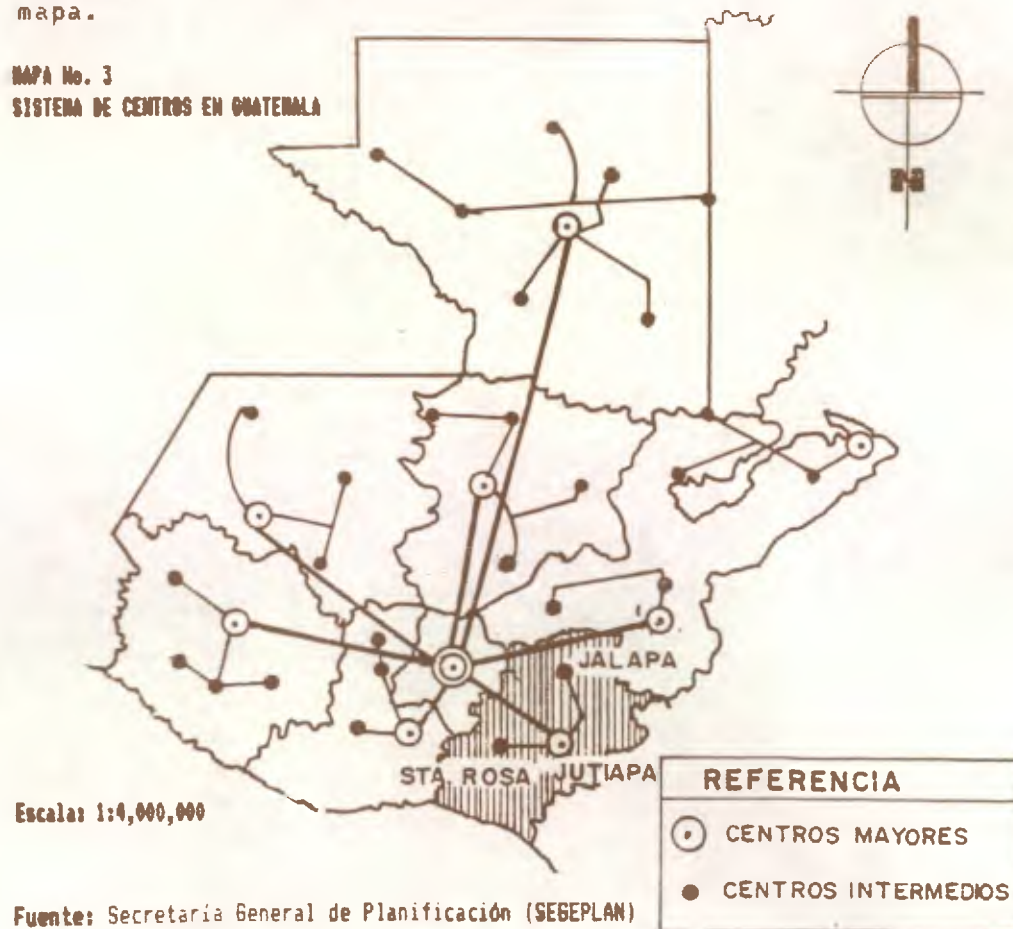 mapa.
MAPA No. 3
SISTEMA DE CENTROS EN GUATEMALA
JALAPA
STA. ROSA JUTIAPA
Escala: 1:4,000,000
REFERENCIA
CENTROS MAYORES
CENTROS INTERMEDIOS
Fuente: Secretaría General de Planificación (SEGEPLAN)